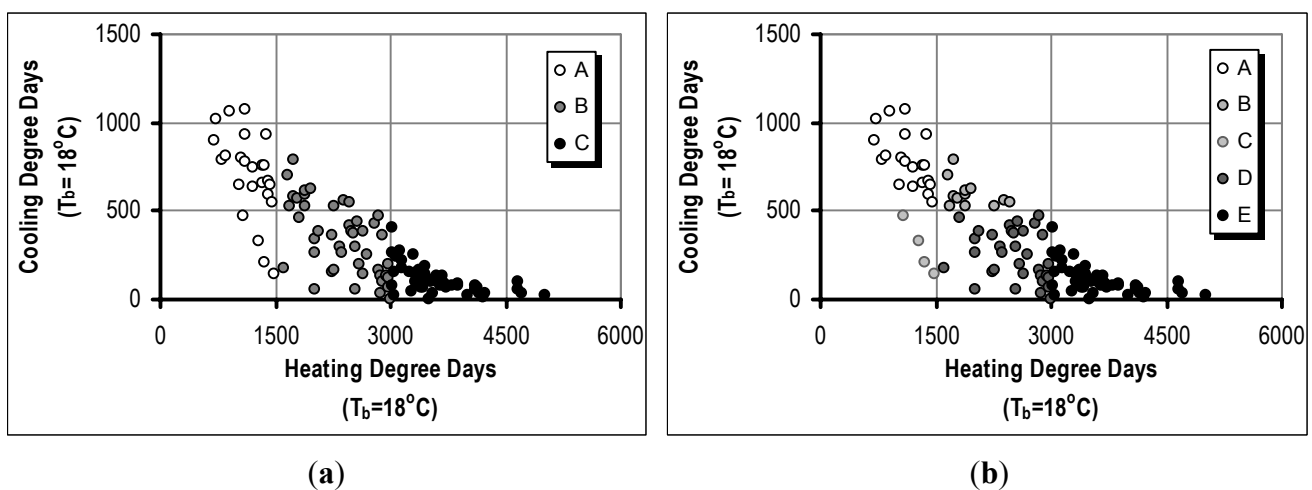 1500
1000
500
0
0 1500 3000 4500 6000
Cooling Degree Days
(Tb= 18°C)
Heating Degree Days
(Tb=18°C)
A
B
C
(a)
1500
1000
500
0
0 1500 3000 4500 6000
Cooling Degree Days
(Tb= 18°C)
Heating Degree Days
(Tb=18°C)
A
B
C
D
E
(b)